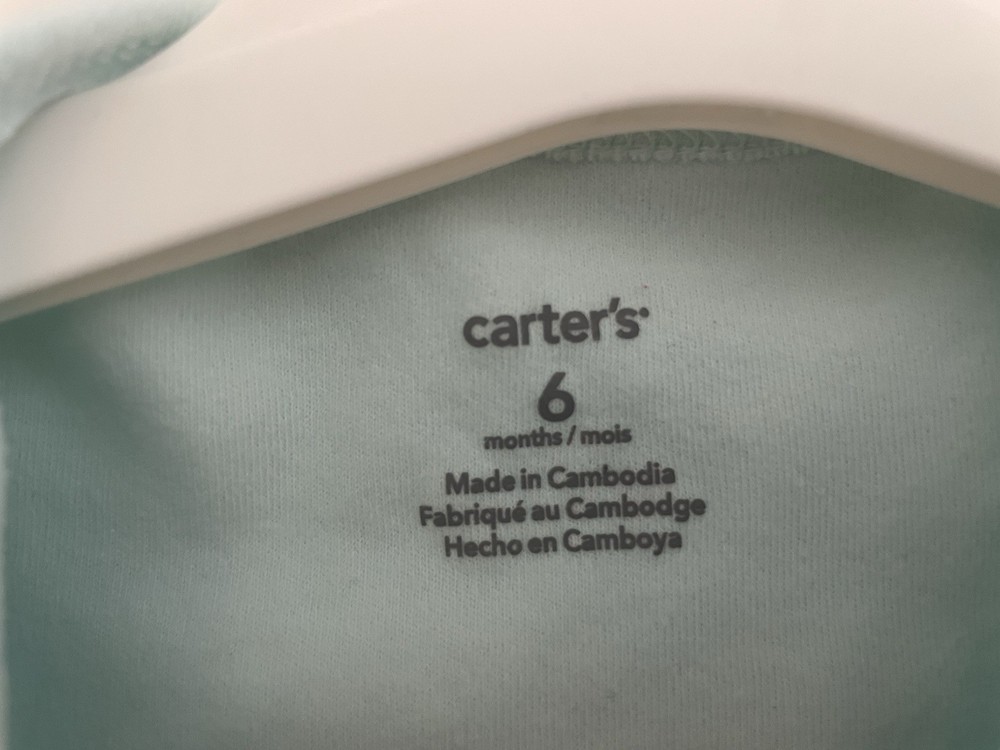 carter's
6
months / mois
Made in Cambodia
Fabriqué au Cambodge
Hecho en Camboya